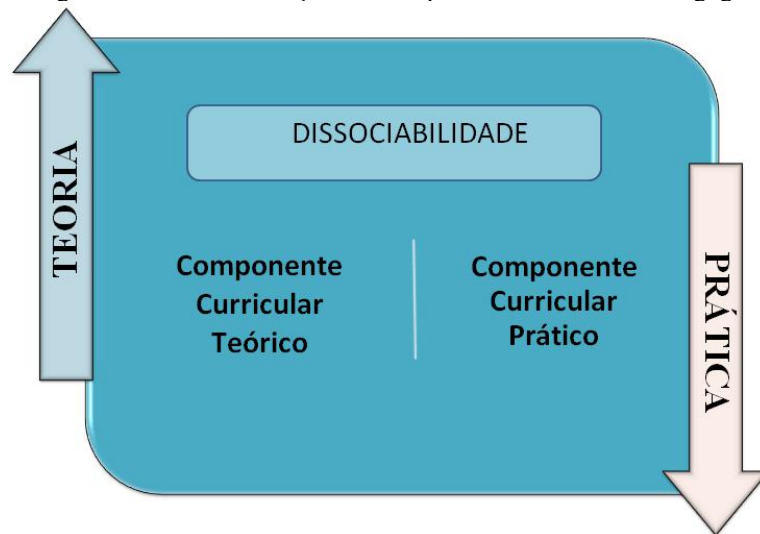 DISSOCIABILIDADE
TEORIA
Componente
Curricular
Teórico
Componente
Curricular
Prático
PRÁTICA